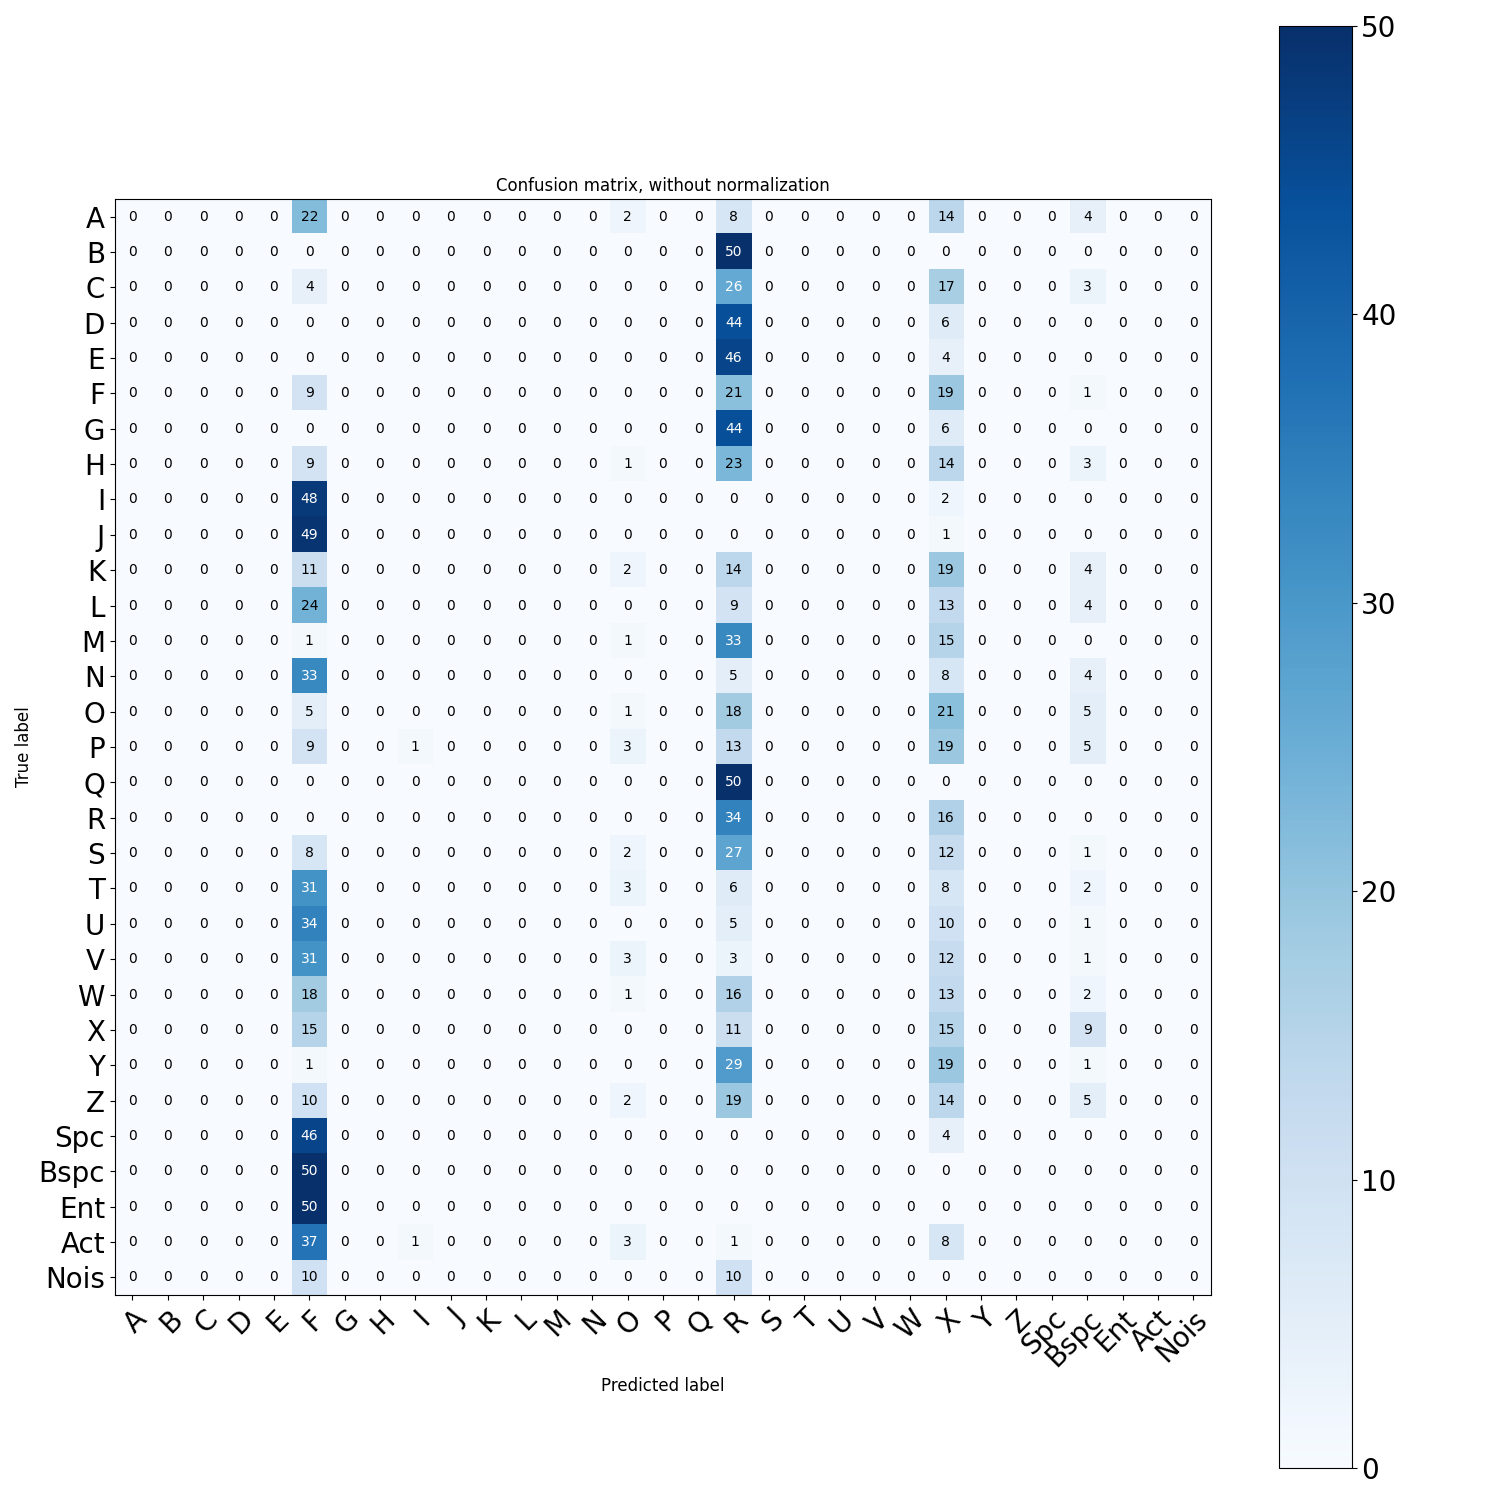 Confusion matrix, without normalization
A 0 0 0 0 0 22 0 0 0 0 0 0 0 0 2 0 0 8 0 0 0 0 0 14 0 0 0 4 0 0 0
B 0 0 0 0 0 0 0 0 0 0 0 0 0 0 0 0 0 50 0 0 0 0 0 0 0 0 0 0 0 0 0
C 0 0 0 0 0 4 0 0 0 0 0 0 0 0 0 0 0 26 0 0 0 0 0 17 0 0 0 3 0 0 0
D 0 0 0 0 0 0 0 0 0 0 0 0 0 0 0 0 0 44 0 0 0 0 0 6 0 0 0 0 0 0 0
E 0 0 0 0 0 0 0 0 0 0 0 0 0 0 0 0 0 46 0 0 0 0 0 4 0 0 0 0 0 0 0
F 0 0 0 0 0 9 0 0 0 0 0 0 0 0 0 0 0 21 0 0 0 0 0 19 0 0 0 1 0 0 0
G 0 0 0 0 0 0 0 0 0 0 0 0 0 0 0 0 0 44 0 0 0 0 0 6 0 0 0 0 0 0 0
H 0 0 0 0 0 9 0 0 0 0 0 0 0 0 1 0 0 23 0 0 0 0 0 14 0 0 0 3 0 0 0
I 0 0 0 0 0 48 0 0 0 0 0 0 0 0 0 0 0 0 0 0 0 0 0 2 0 0 0 0 0 0 0
J 0 0 0 0 0 49 0 0 0 0 0 0 0 0 0 0 0 0 0 0 0 0 0 1 0 0 0 0 0 0 0
K 0 0 0 0 0 11 0 0 0 0 0 0 0 0 2 0 0 14 0 0 0 0 0 19 0 0 0 4 0 0 0
L 0 0 0 0 0 24 0 0 0 0 0 0 0 0 0 0 0 9 0 0 0 0 0 13 0 0 0 4 0 0 0
M 0 0 0 0 0 1 0 0 0 0 0 0 0 0 1 0 0 33 0 0 0 0 0 15 0 0 0 0 0 0 0
N 0 0 0 0 0 33 0 0 0 0 0 0 0 0 0 0 0 5 0 0 0 0 0 8 0 0 0 4 0 0 0
O 0 0 0 0 0 5 0 0 0 0 0 0 0 0 1 0 0 18 0 0 0 0 0 21 0 0 0 5 0 0 0
P 0 0 0 0 0 9 0 0 1 0 0 0 0 0 3 0 0 13 0 0 0 0 0 19 0 0 0 5 0 0 0
Q 0 0 0 0 0 0 0 0 0 0 0 0 0 0 0 0 0 50 0 0 0 0 0 0 0 0 0 0 0 0 0
R 0 0 0 0 0 0 0 0 0 0 0 0 0 0 0 0 0 34 0 0 0 0 0 16 0 0 0 0 0 0 0
S 0 0 0 0 0 8 0 0 0 0 0 0 0 0 2 0 0 27 0 0 0 0 0 12 0 0 0 1 0 0 0
T 0 0 0 0 0 31 0 0 0 0 0 0 0 0 3 0 0 6 0 0 0 0 0 8 0 0 0 2 0 0 0
U 0 0 0 0 0 34 0 0 0 0 0 0 0 0 0 0 0 5 0 0 0 0 0 10 0 0 0 1 0 0 0
V 0 0 0 0 0 31 0 0 0 0 0 0 0 0 3 0 0 3 0 0 0 0 0 12 0 0 0 1 0 0 0
W 0 0 0 0 0 18 0 0 0 0 0 0 0 0 1 0 0 16 0 0 0 0 0 13 0 0 0 2 0 0 0
X 0 0 0 0 0 15 0 0 0 0 0 0 0 0 0 0 0 11 0 0 0 0 0 15 0 0 0 9 0 0 0
Y 0 0 0 0 0 1 0 0 0 0 0 0 0 0 0 0 0 29 0 0 0 0 0 19 0 0 0 1 0 0 0
Z 0 0 0 0 0 10 0 0 0 0 0 0 0 0 2 0 0 19 0 0 0 0 0 14 0 0 0 5 0 0 0
Spc 0 0 0 0 0 46 0 0 0 0 0 0 0 0 0 0 0 0 0 0 0 0 0 4 0 0 0 0 0 0 0
Bspc 0 0 0 0 0 50 0 0 0 0 0 0 0 0 0 0 0 0 0 0 0 0 0 0 0 0 0 0 0 0 0
Ent 0 0 0 0 0 50 0 0 0 0 0 0 0 0 0 0 0 0 0 0 0 0 0 0 0 0 0 0 0 0 0
Act 0 0 0 0 0 37 0 0 1 0 0 0 0 0 3 0 0 1 0 0 0 0 0 8 0 0 0 0 0 0 0
Nois 0 0 0 0 0 10 0 0 0 0 0 0 0 0 0 0 0 10 0 0 0 0 0 0 0 0 0 0 0 0 0
A B C D E F G H I J K L M N O P Q R S T U V W X Y Z Spc Bspc Ent Act Nois
Predicted label
True label
50
40
30
20
10
0